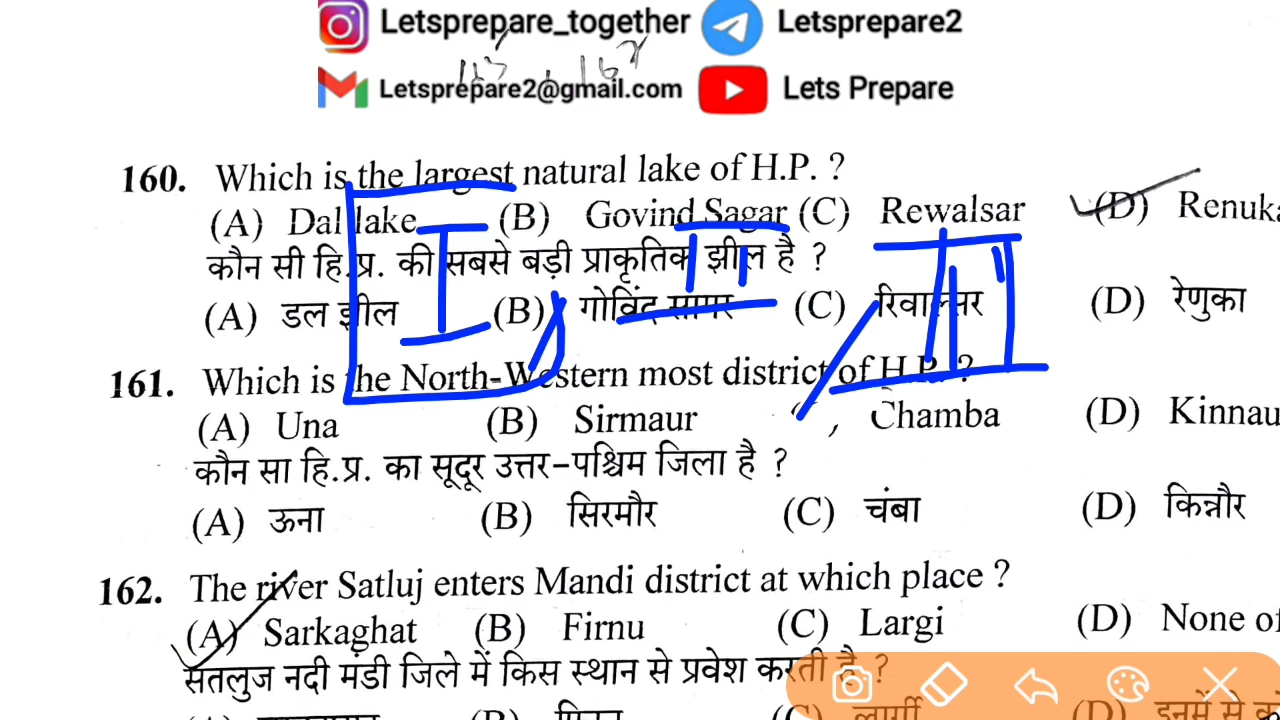 Letsprepare_together Letsprepare2
Letsprepare2@gmail.com Lets Prepare
160. Which is the largest natural lake of H.P. ?
(A) Dal lake (B) Govind Sagar (C) Rewalsar (D) Renuka
कौन सी हि.प्र. की सबसे बड़ी प्राकृतिक झील है ?
(A) डल झील (B) गोविंद सागर (C) रिवाल्सर (D) रेणुका
161. Which is the North-Western most district of H.P. ?
(A) Una (B) Sirmaur Chamba (D) Kinnau
कौन सा हि.प्र. का सूदूर उत्तर-पश्चिम जिला है ?
(A) ऊना (B) सिरमौर (C) चंबा (D) किन्नौर
162. The river Satluj enters Mandi district at which place ?
(A) Sarkaghat (B) Firnu (C) Largi (D) None of
सतलुज नदी मंडी जिले में किस स्थान से प्रवेश करती है ?